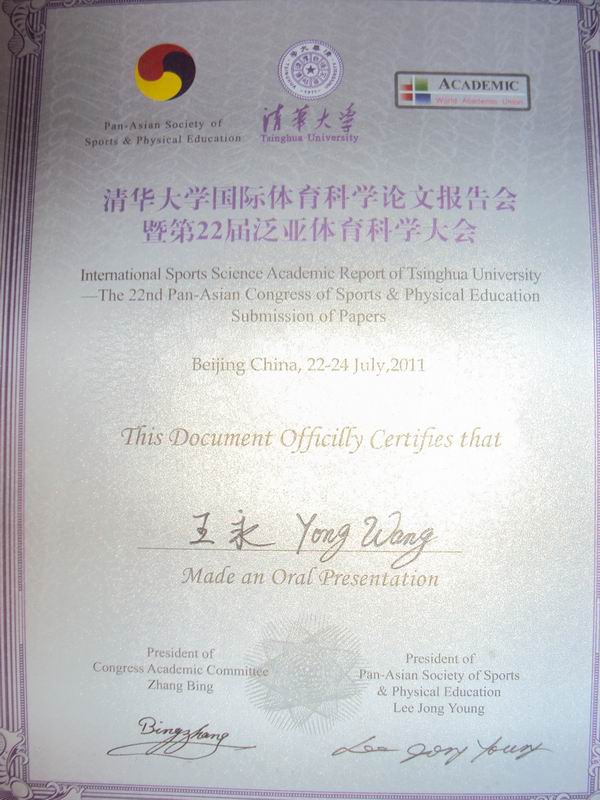 Pan-Asian Society of
Sports & Physical Education
清华大学
Tsinghua University
ACADEMIC
World Academic Union
清华大学国际体育科学论文报告会
暨第22届泛亚体育科学大会
International Sports Science Academic Report of Tsinghua University
—The 22nd Pan-Asian Congress of Sports & Physical Education
Submission of Papers
Beijing China, 22-24 July,2011
This Document Officilly Certifies that
王永 Yong Wang
Made an Oral Presentation
President of
Congress Academic Committee
Zhang Bing
Bingzhang
President of
Pan-Asian Society of Sports
& Physical Education
Lee Jong Young
Lee Jong Young